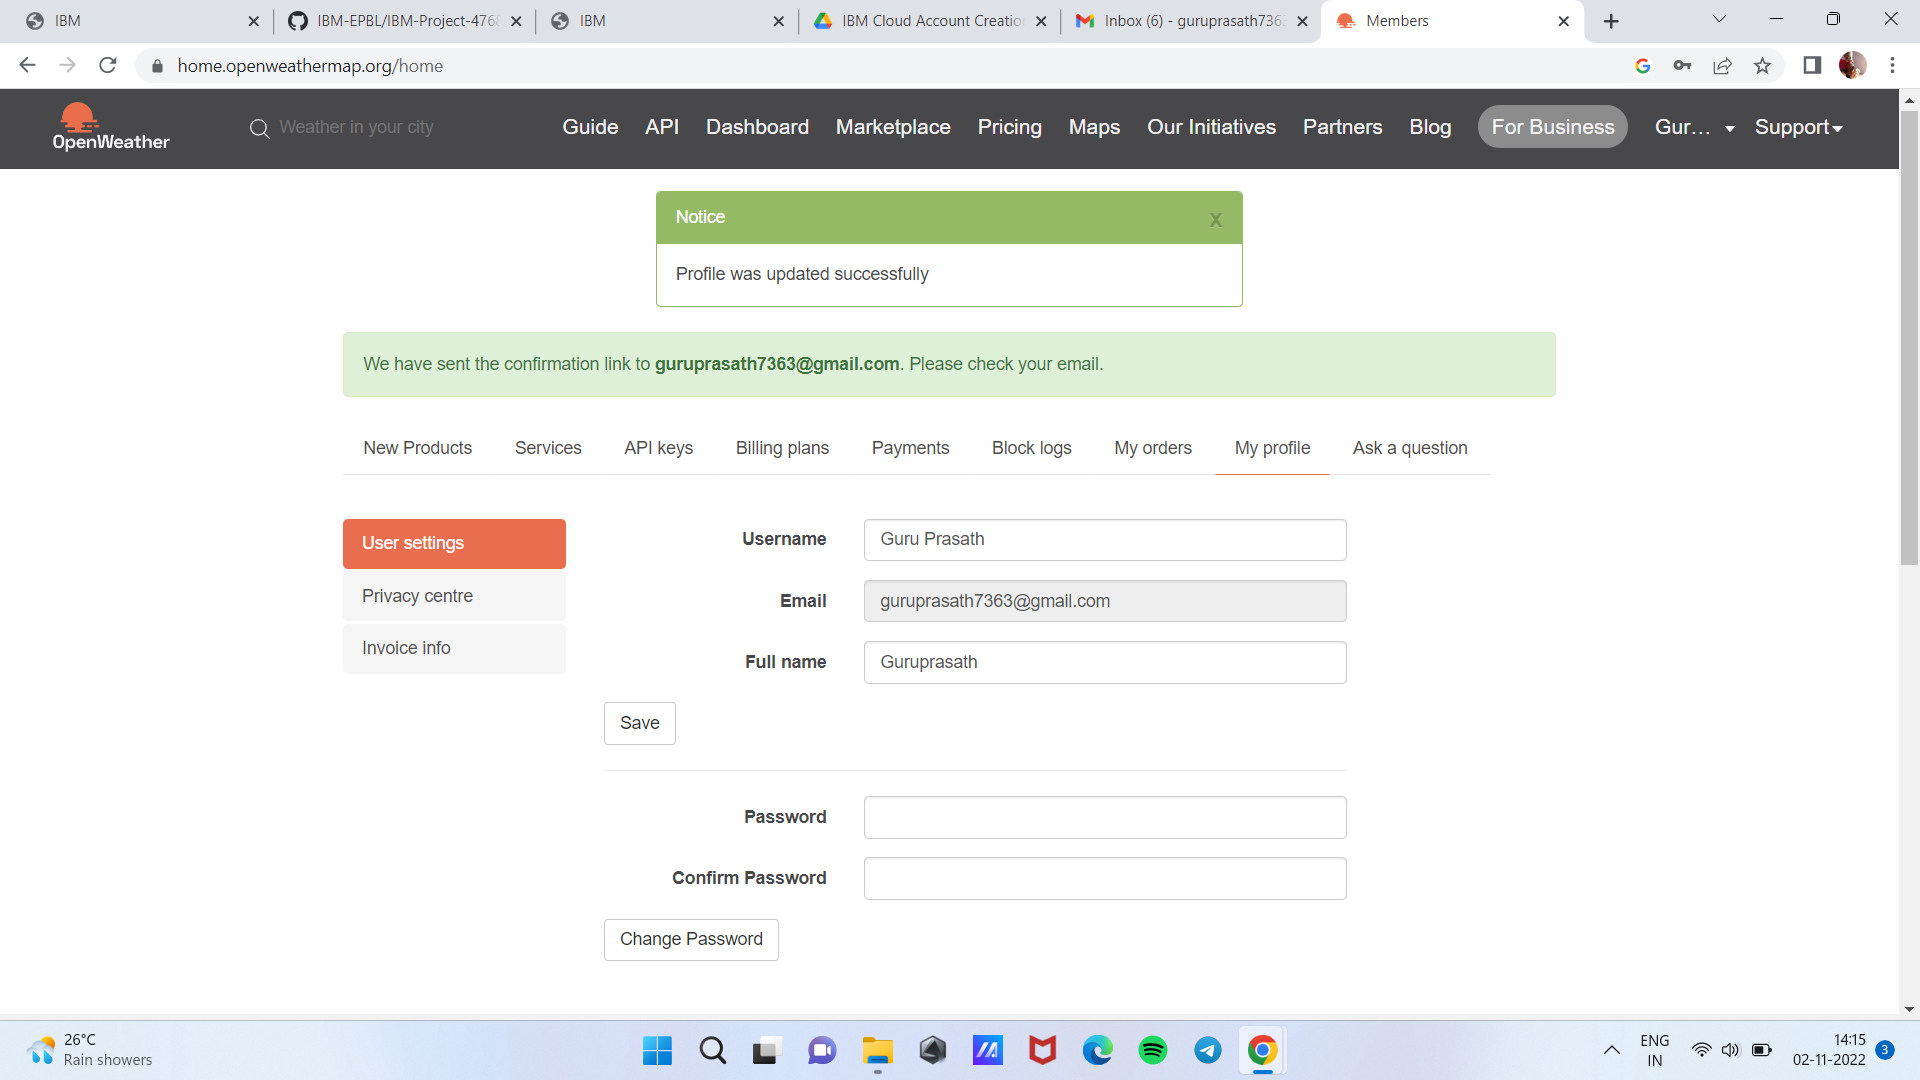 IBM
IBM-EPBL/IBM-Project-4768
IBM
IBM Cloud Account Creation
Inbox (6) - guruprasath7363
Members
home.openweathermap.org/home
OpenWeather
Weather in your city
Guide
API
Dashboard
Marketplace
Pricing
Maps
Our Initiatives
Partners
Blog
For Business
Gur...
Support
Notice
x
Profile was updated successfully
We have sent the confirmation link to guruprasath7363@gmail.com. Please check your email.
New Products
Services
API keys
Billing plans
Payments
Block logs
My orders
My profile
Ask a question
User settings
Privacy centre
Invoice info
Username
Guru Prasath
Email
guruprasath7363@gmail.com
Full name
Guruprasath
Save
Password
Confirm Password
Change Password
26°C
Rain showers
ENG
IN
14:15
02-11-2022
3